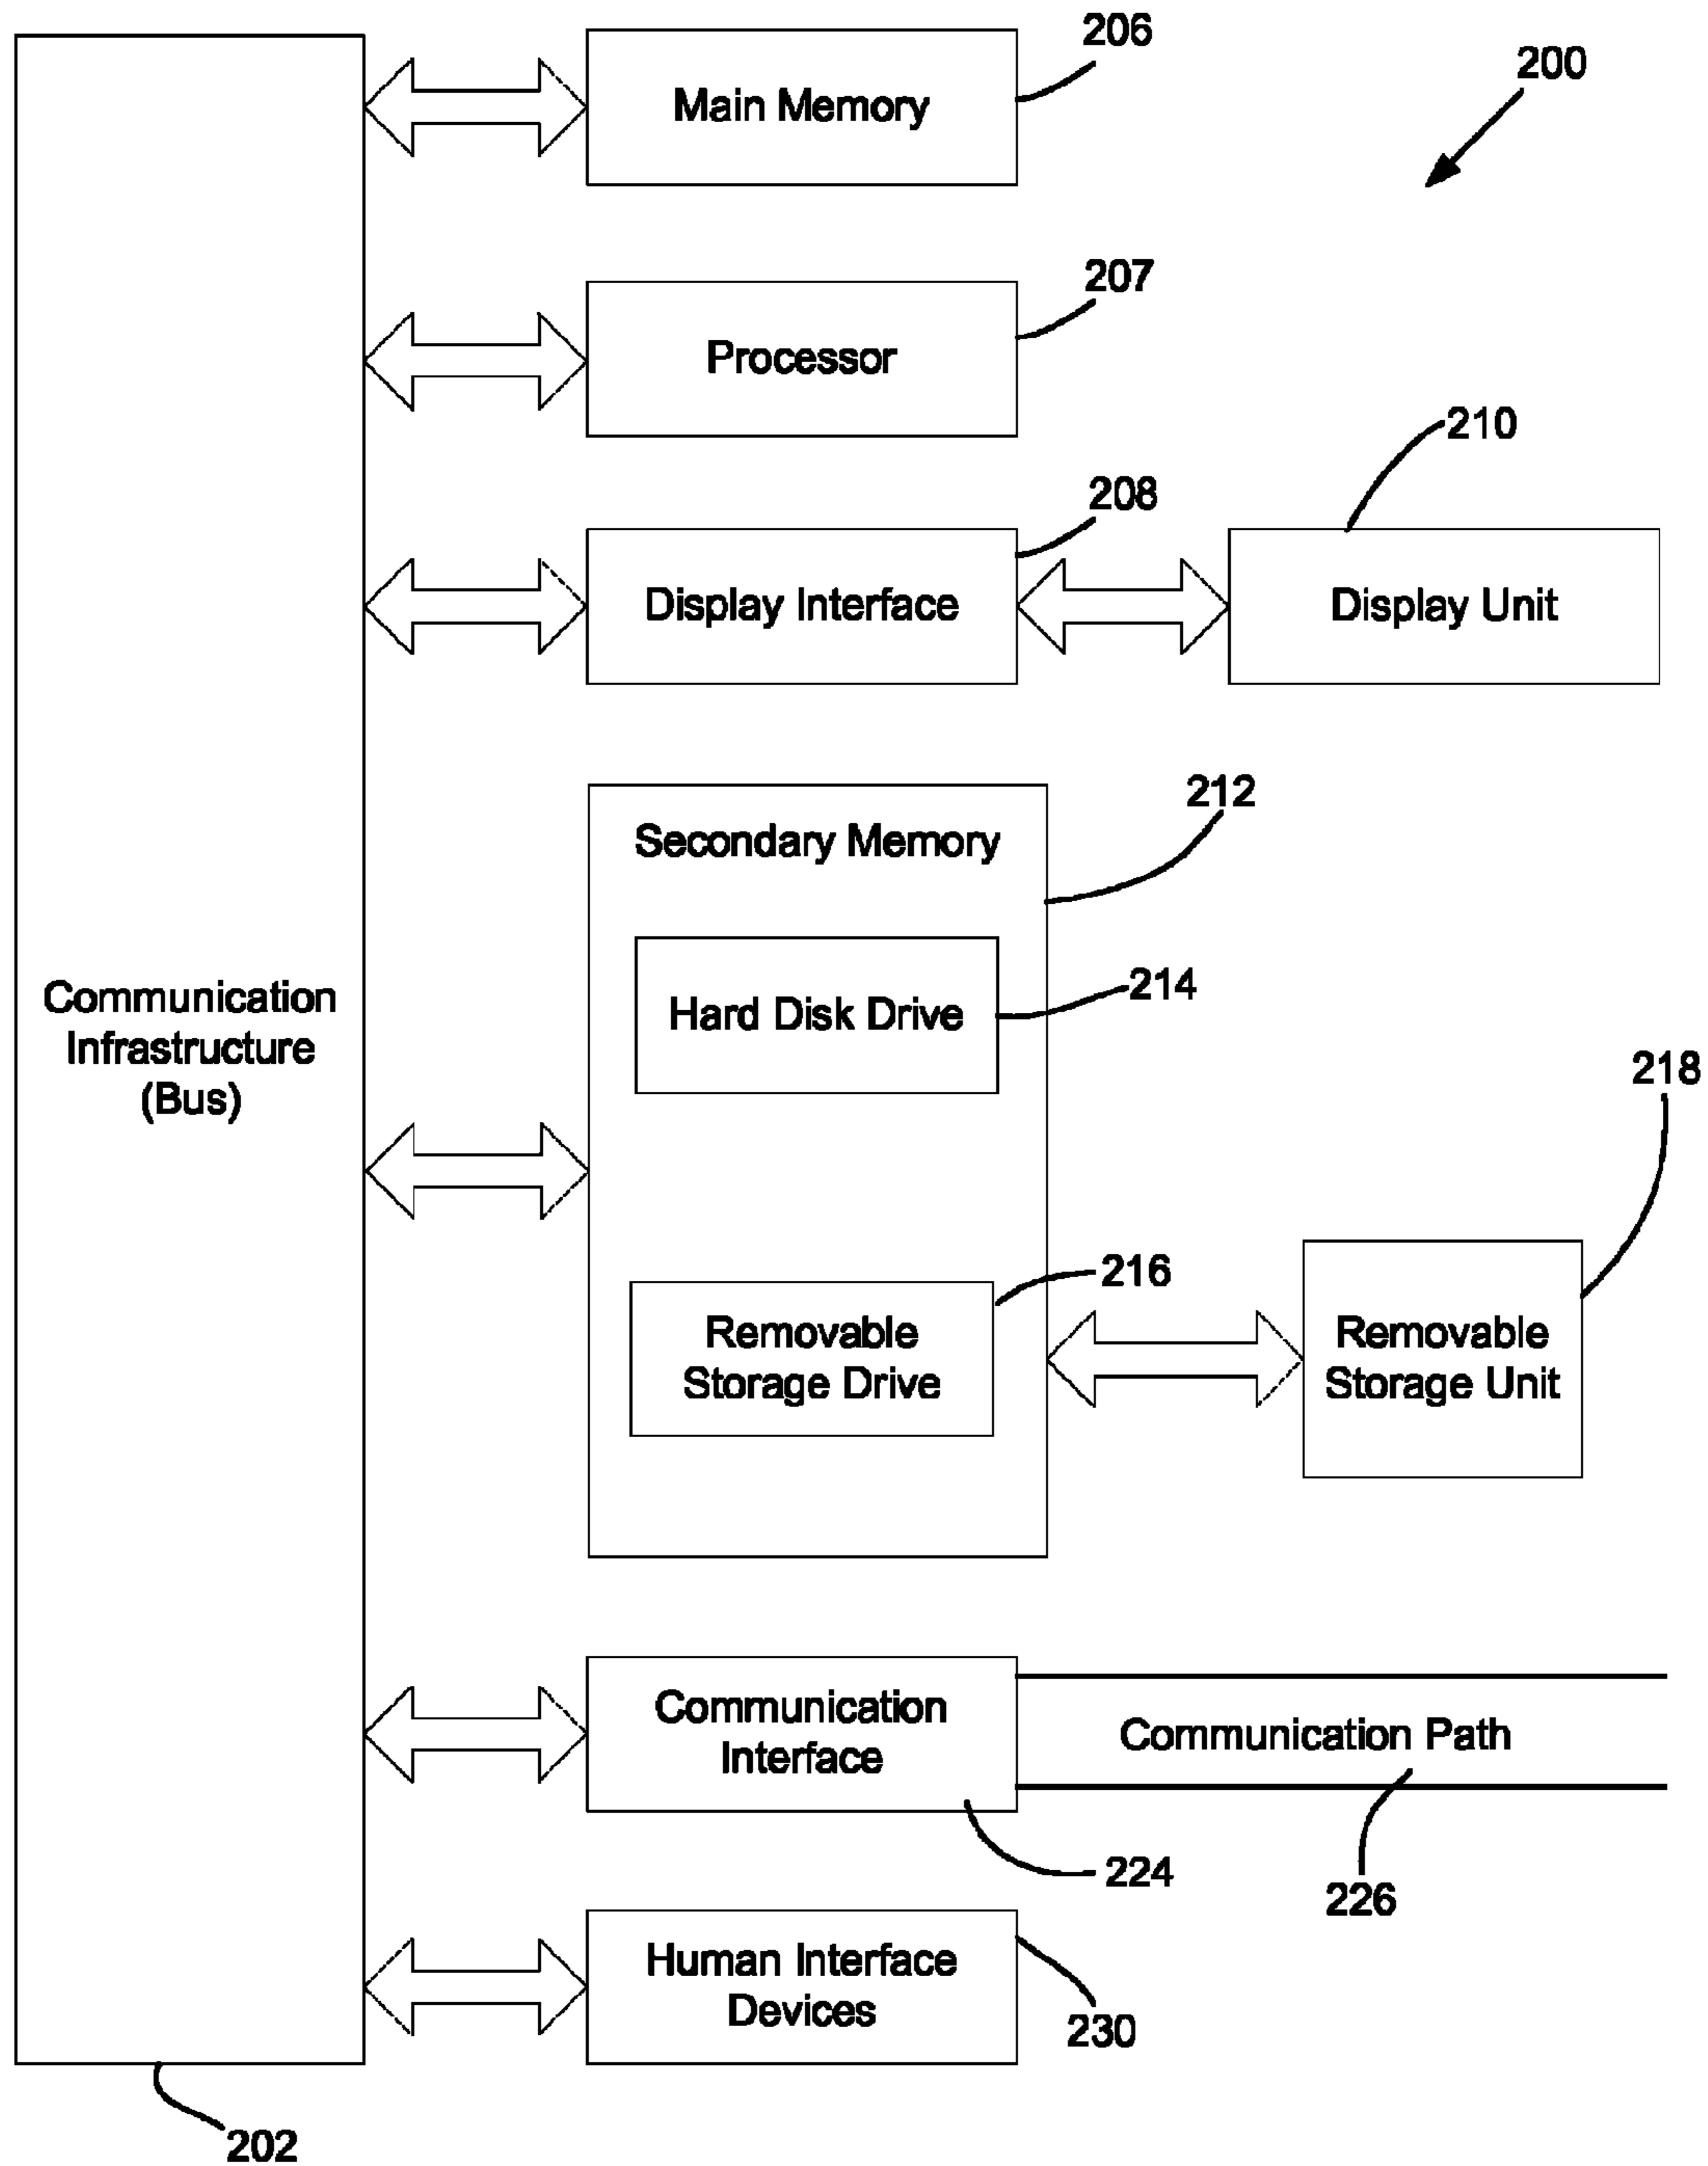 206
200
Main Memory
207
Processor
210
208
Display Interface
Display Unit
212
Secondary Memory
214
Hard Disk Drive
Communication
Infrastructure
(Bus)
218
216
Removable
Storage Drive
Removable
Storage Unit
Communication
Interface
Communication Path
224
226
Human Interface
Devices
230
202